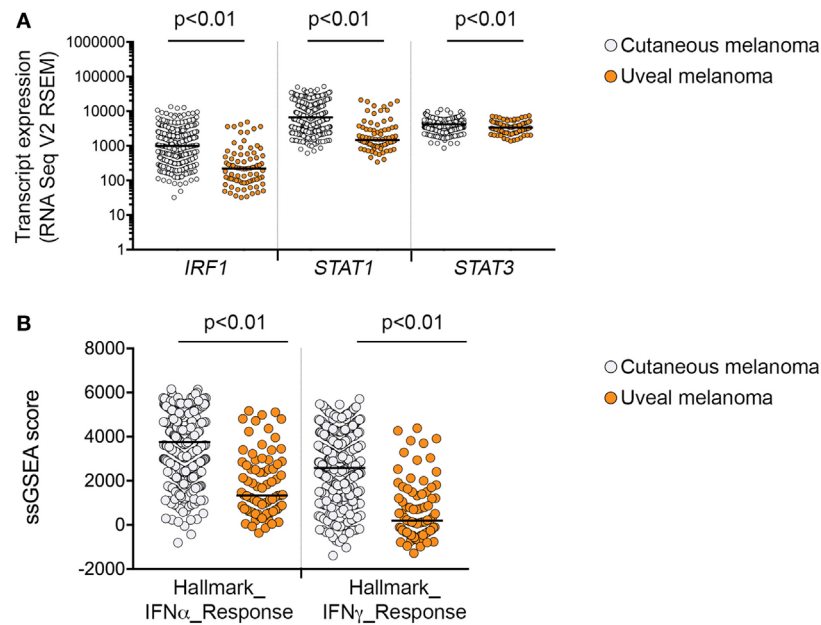 A
p<0.01
p<0.01
p<0.01
Transcript expression
(RNA Seq V2 RSEM)
1000000
100000
10000
1000
100
10
1
IRF1
STAT1
STAT3
Cutaneous melanoma
Uveal melanoma
B
p<0.01
p<0.01
ssGSEA score
8000
6000
4000
2000
0
-2000
Hallmark_
IFNα_Response
Hallmark_
IFNγ_Response
Cutaneous melanoma
Uveal melanoma